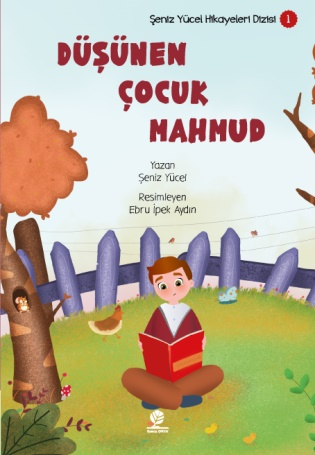 Şeniz Yücel Hikayeleri Dizisi 1
DÜŞÜNEN
ÇOCUK
MAHMUD
Yazan
Şeniz Yücel
Resimleyen
Ebru İpek Aydın